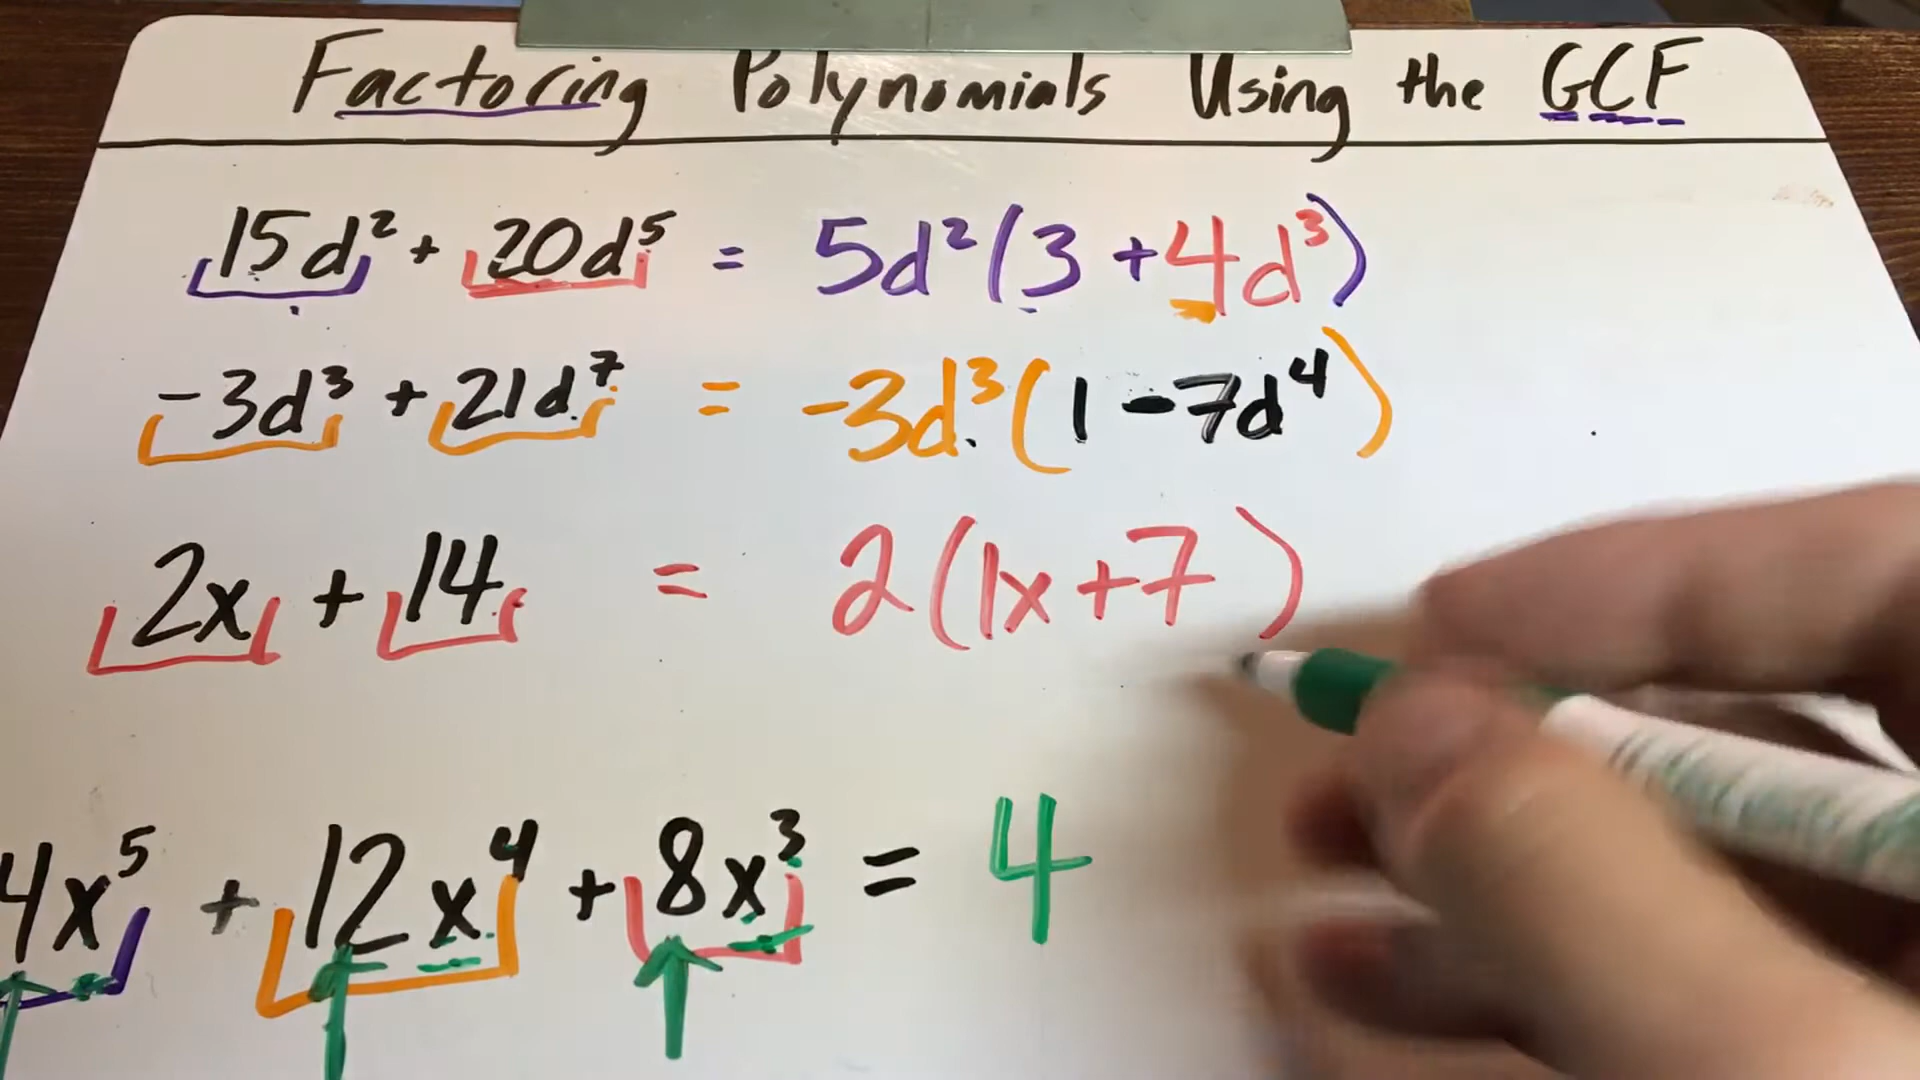 Factoring Polynomials Using the GCF
15d² + 20d⁵ = 5d²(3 + 4d³)
-3d³ + 21d⁷ = -3d³(1 - 7d⁴)
2x + 14 = 2(1x + 7)
4x⁵ + 12x⁴ + 8x³ = 4